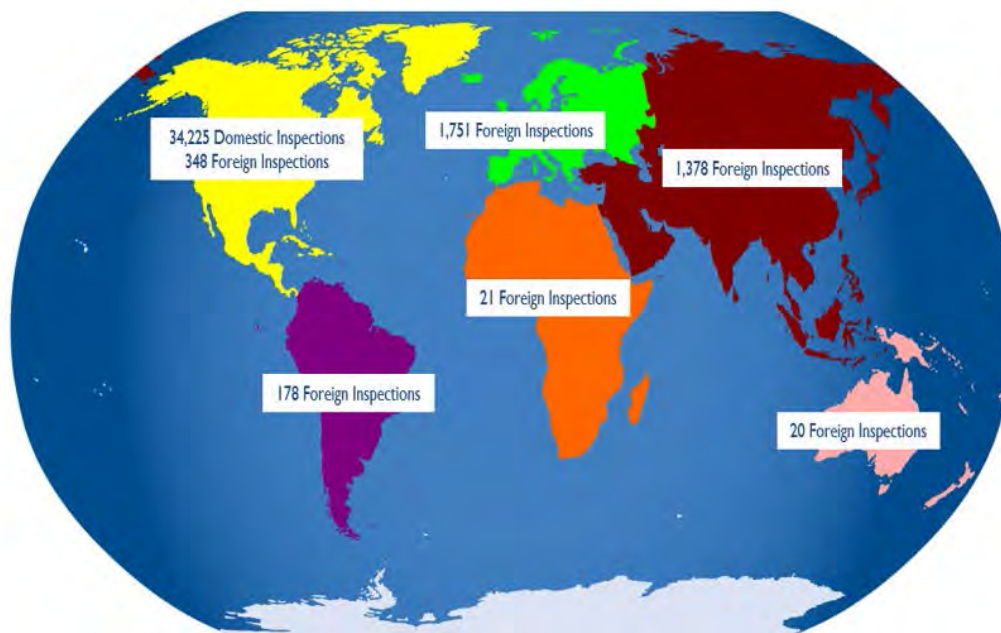 34,225 Domestic Inspections
348 Foreign Inspections
1,751 Foreign Inspections
1,378 Foreign Inspections
21 Foreign Inspections
178 Foreign Inspections
20 Foreign Inspections